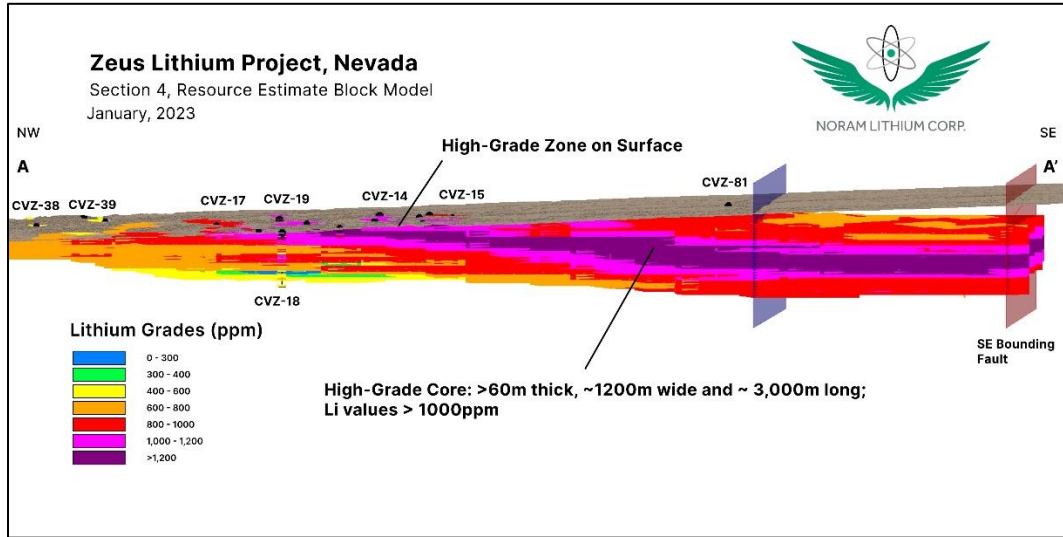 Zeus Lithium Project, Nevada
Section 4, Resource Estimate Block Model
January, 2023
NORAM LITHIUM CORP.
NW
SE
A
A'
High-Grade Zone on Surface
CVZ-38
CVZ-39
CVZ-17
CVZ-19
CVZ-14
CVZ-15
CVZ-81
CVZ-18
Lithium Grades (ppm)
0 - 300
300 - 400
400 - 600
600 - 800
800 - 1000
1,000 - 1,200
>1,200
High-Grade Core: >60m thick, ~1200m wide and ~ 3,000m long;
Li values > 1000ppm
SE Bounding
Fault